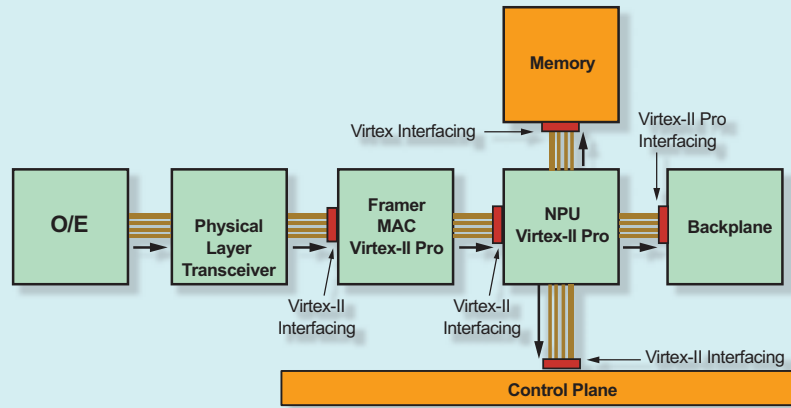 Memory
Virtex Interfacing
Virtex-II Pro
Interfacing
O/E
Physical
Layer
Transceiver
Framer
MAC
Virtex-II Pro
NPU
Virtex-II Pro
Backplane
Virtex-II
Interfacing
Virtex-II
Interfacing
Virtex-II Interfacing
Control Plane